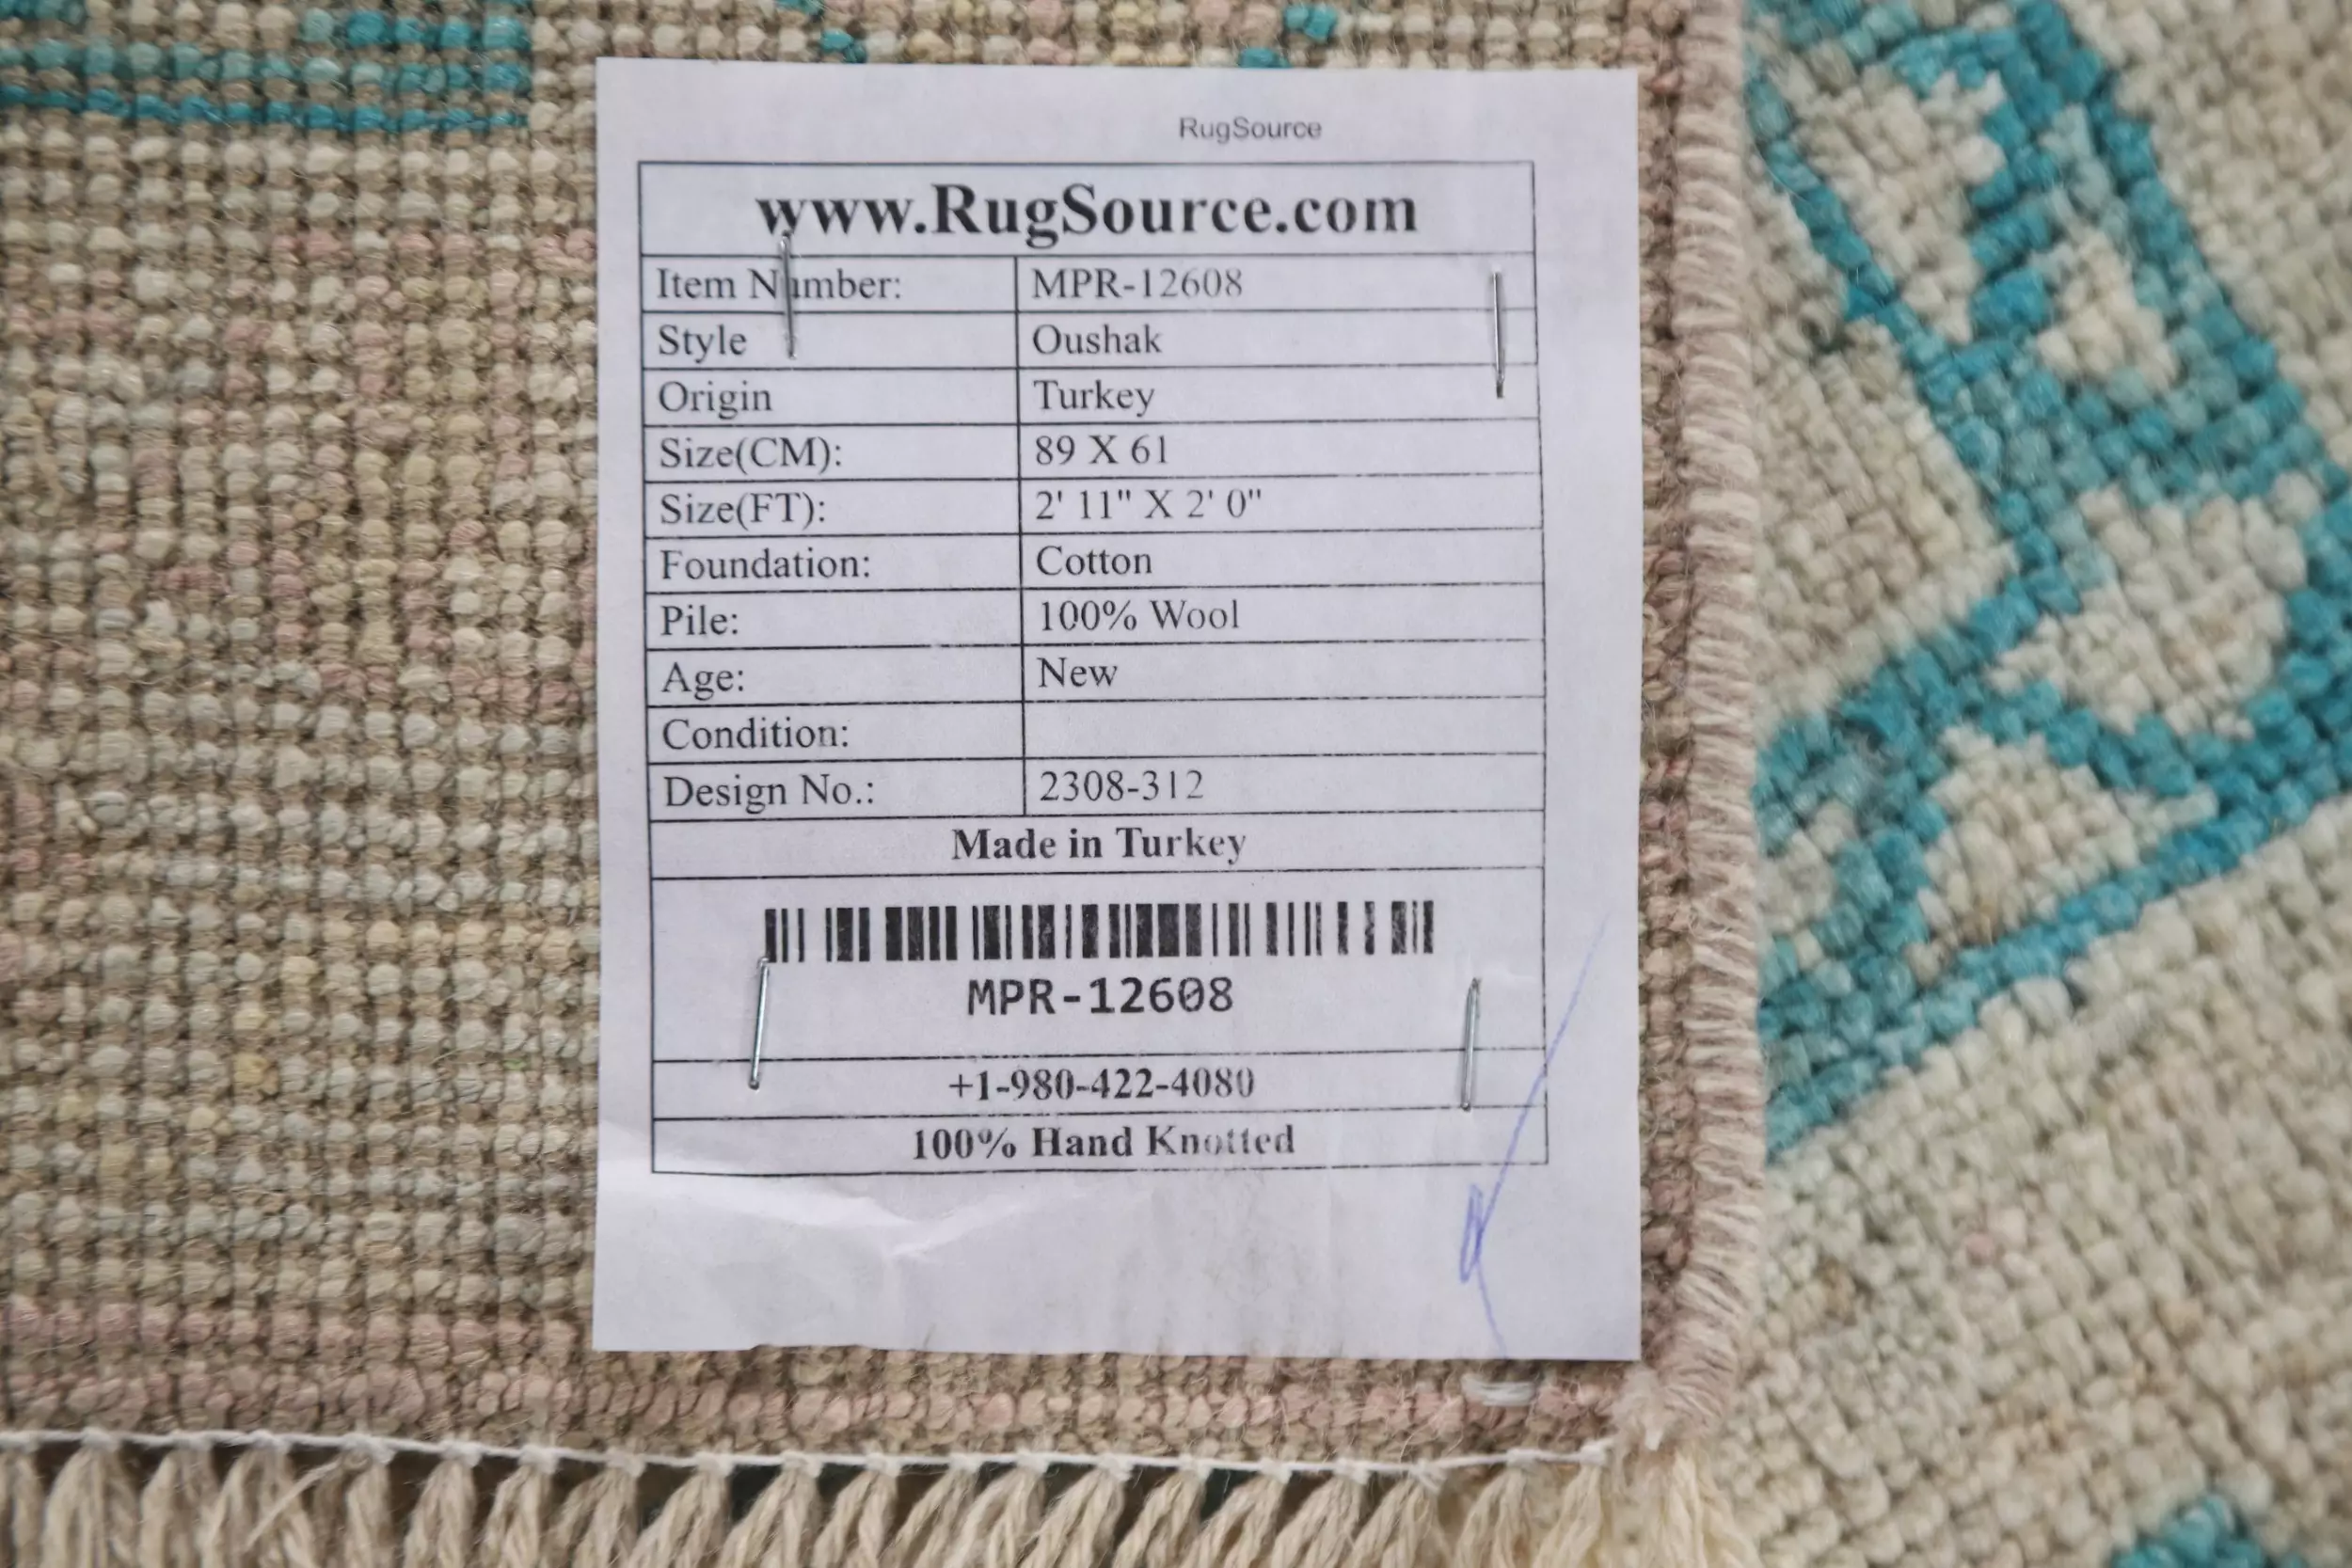 RugSource
www.RugSource.com
Item Number: MPR-12608
Style Oushak
Origin Turkey
Size(CM): 89 X 61
Size(FT): 2' 11" X 2' 0"
Foundation: Cotton
Pile: 100% Wool
Age: New
Condition:
Design No.: 2308-312
Made in Turkey
MPR-12608
+1-980-422-4080
100% Hand Knotted